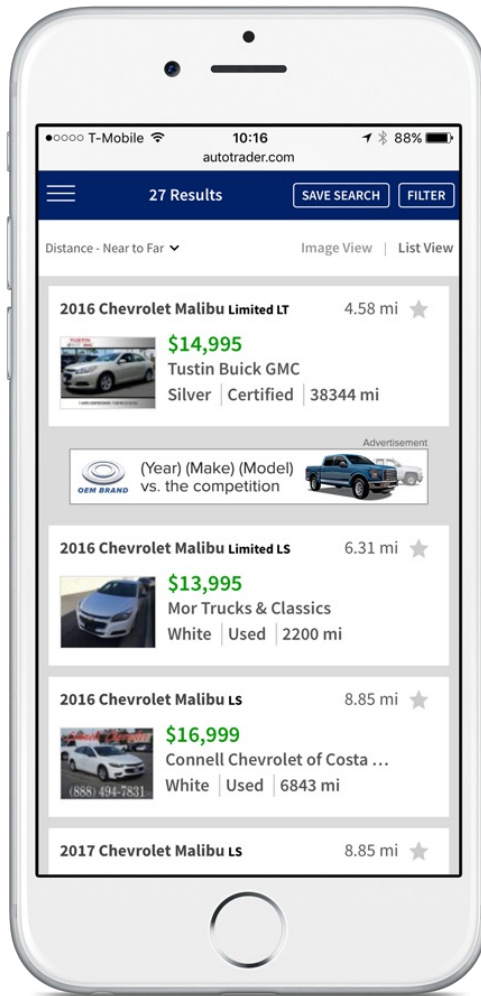 T-Mobile 10:16 88%
autotrader.com
27 Results SAVE SEARCH FILTER
Distance - Near to Far Image View | List View
2016 Chevrolet Malibu Limited LT 4.58 mi
TUSTIN
$14,995
Tustin Buick GMC
Silver | Certified | 38344 mi
Advertisement
(Year) (Make) (Model)
vs. the competition
OEM BRAND
2016 Chevrolet Malibu Limited LS 6.31 mi
$13,995
Mor Trucks & Classics
White | Used | 2200 mi
2016 Chevrolet Malibu LS 8.85 mi
$16,999
Connell Chevrolet of Costa ...
White | Used | 6843 mi
(888) 494-7831
2017 Chevrolet Malibu LS 8.85 mi